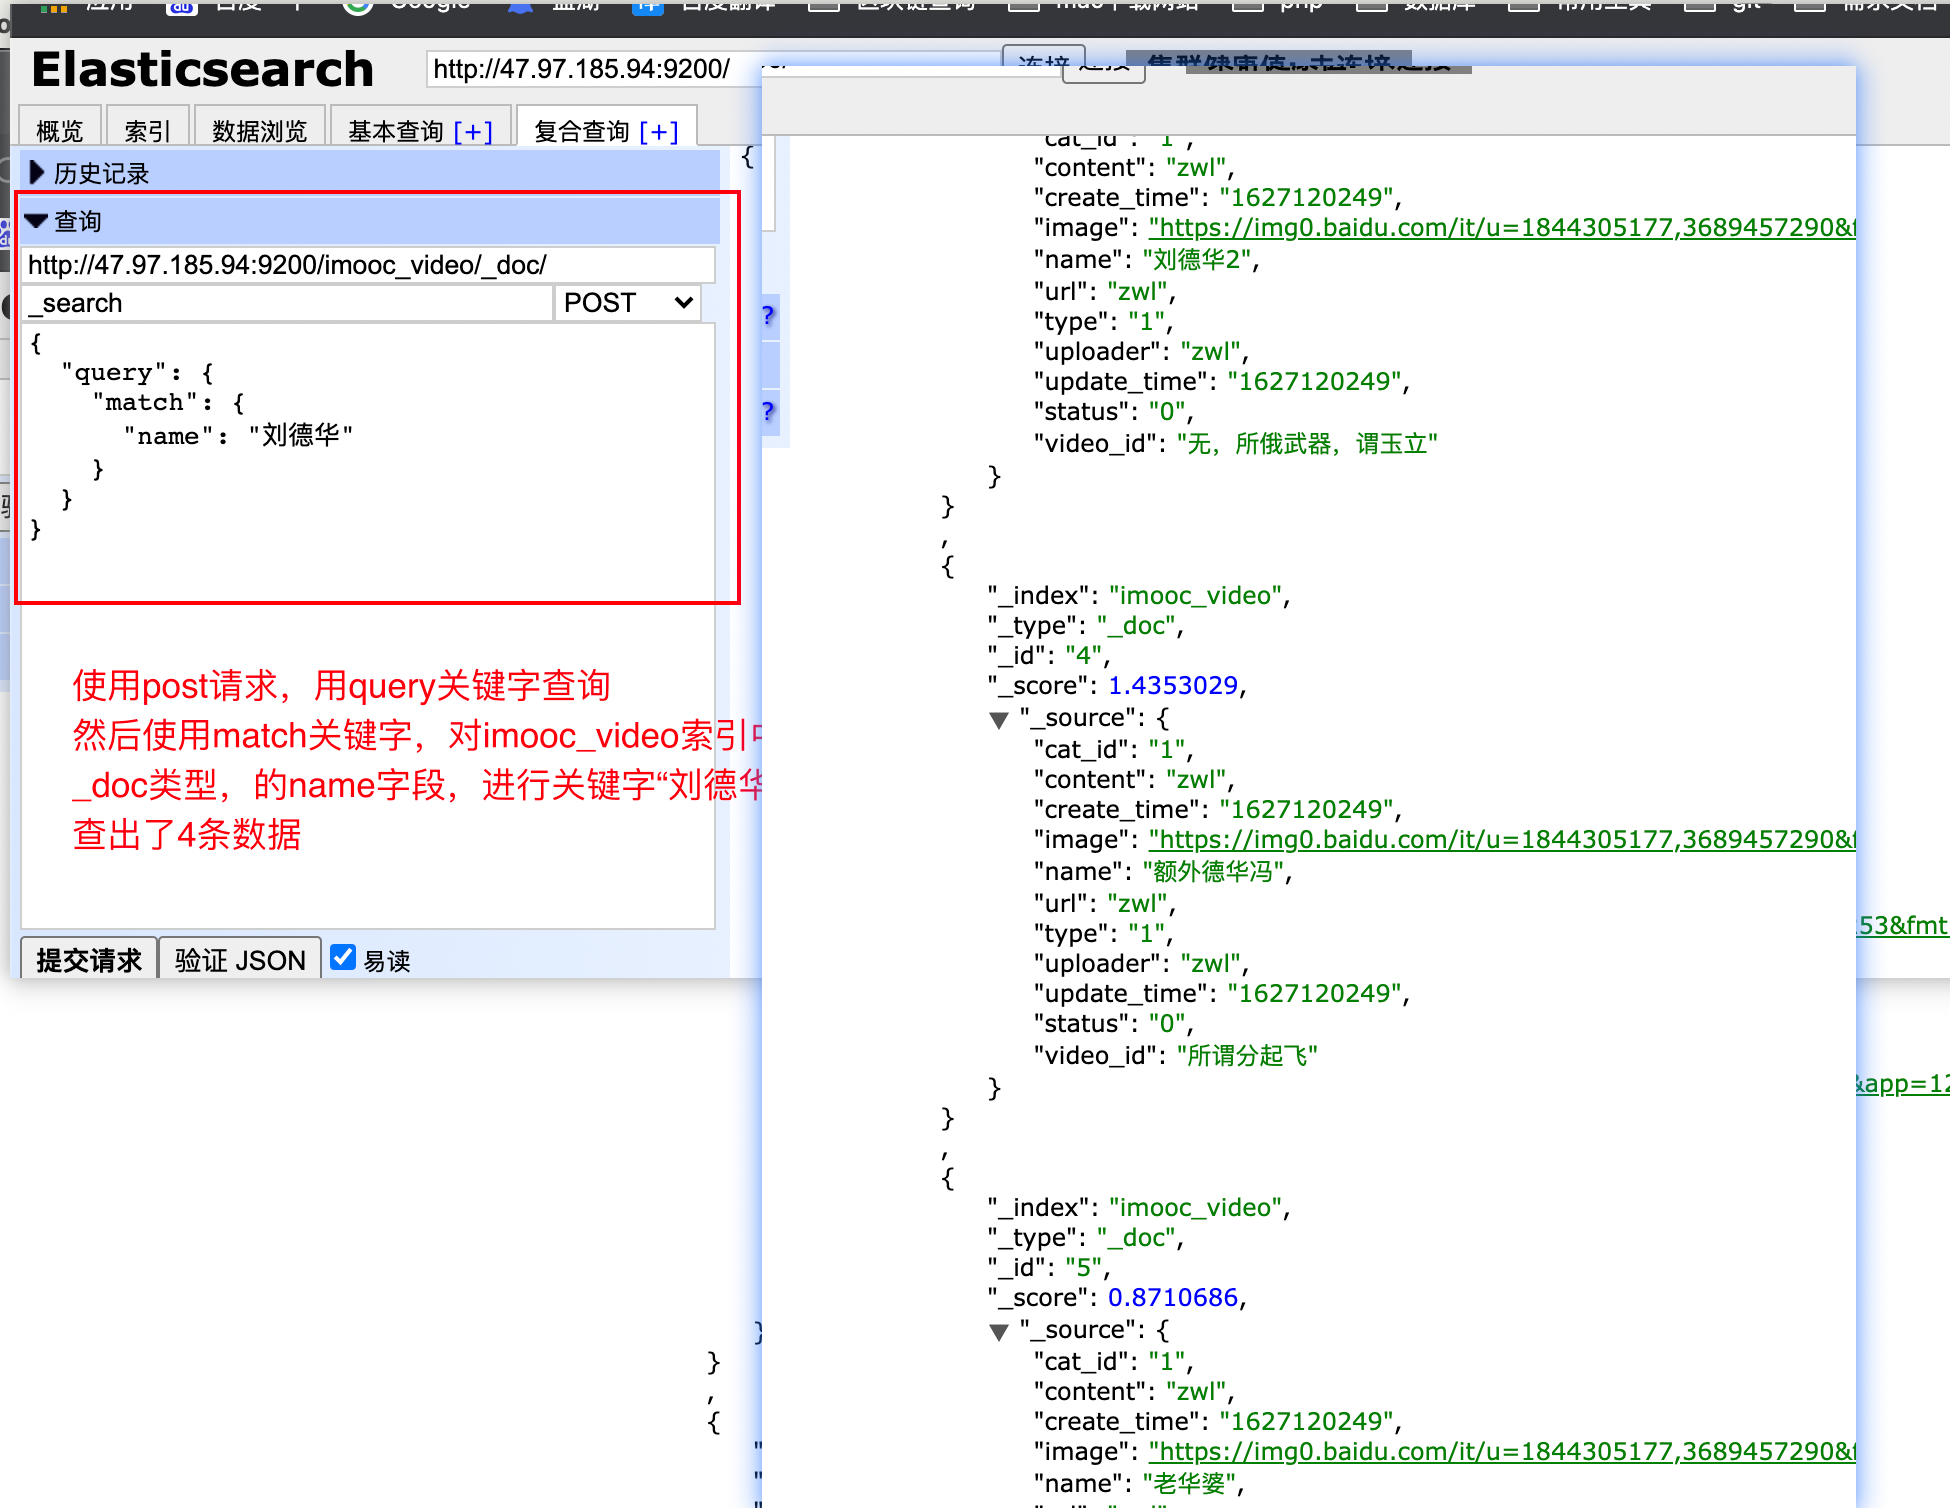 Elasticsearch
http://47.97.185.94:9200/
连接
概览
索引
数据浏览
基本查询 [+]
复合查询 [+]
历史记录
查询
http://47.97.185.94:9200/imooc_video/_doc/
_search
POST
{
"query": {
"match": {
"name": "刘德华"
}
}
}
使用post请求，用query关键字查询
然后使用match关键字，对imooc_video索引
_doc类型，的name字段，进行关键字“刘德华
查出了4条数据
提交请求
验证 JSON
易读
{
?
?
"content": "zwl",
"create_time": "1627120249",
"image": "https://img0.baidu.com/it/u=1844305177,3689457290&f
"name": "刘德华2",
"url": "zwl",
"type": "1",
"uploader": "zwl",
"update_time": "1627120249",
"status": "0",
"video_id": "无，所俄武器，谓玉立"
}
}
,
{
"_index": "imooc_video",
"_type": "_doc",
"_id": "4",
"_score": 1.4353029,
"_source": {
"cat_id": "1",
"content": "zwl",
"create_time": "1627120249",
"image": "https://img0.baidu.com/it/u=1844305177,3689457290&f
"name": "额外德华冯",
"url": "zwl",
"type": "1",
"uploader": "zwl",
"update_time": "1627120249",
"status": "0",
"video_id": "所谓分起飞"
}
}
,
{
"_index": "imooc_video",
"_type": "_doc",
"_id": "5",
"_score": 0.8710686,
"_source": {
"cat_id": "1",
"content": "zwl",
"create_time": "1627120249",
"image": "https://img0.baidu.com/it/u=1844305177,3689457290&f
"name": "老华婆",
53&fmt
&app=12
}
}
,
{